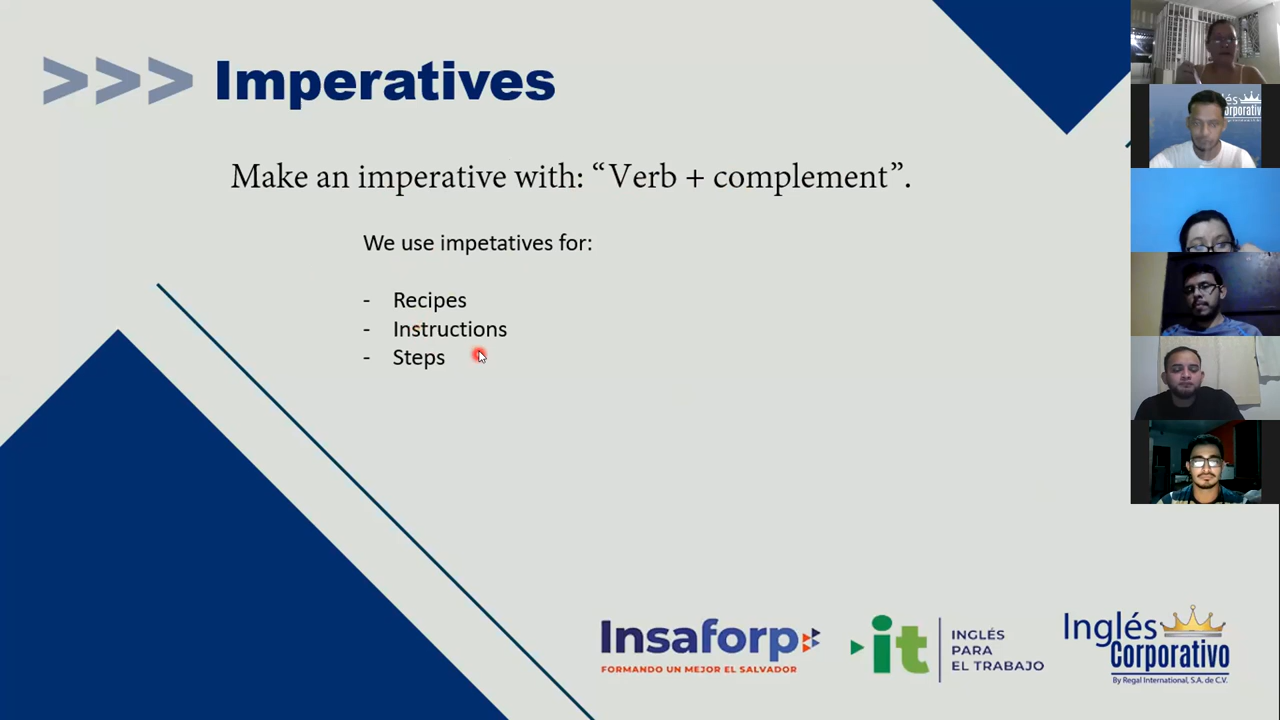 >>> Imperatives
Make an imperative with: “Verb + complement”.
We use impetatives for:
- Recipes
- Instructions
- Steps
Insaforp
FORMANDO UN MEJOR EL SALVADOR
it
INGLÉS
PARA
EL TRABAJO
Inglés
Corporativo
By Regal International, S.A. de C.V.